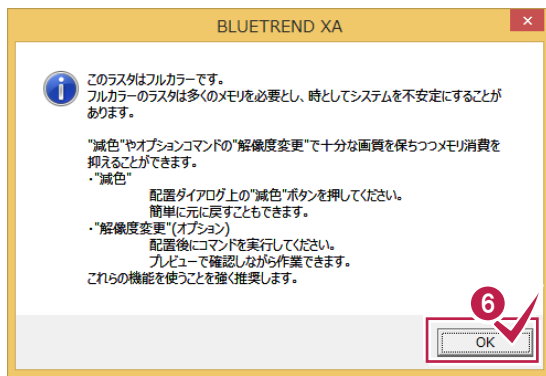 BLUETREND XA
このラスタはフルカラーです。
フルカラーのラスタは多くのメモリを必要とし、時としてシステムを不安定にすることが
あります。
"減色"やオプションコマンドの"解像度変更"で十分な画質を保ちつつメモリ消費を
抑えることができます。
・"減色"
配置ダイアログ上の"減色"ボタンを押してください。
簡単に元に戻すこともできます。
・"解像度変更"(オプション)
配置後にコマンドを実行してください。
プレビューで確認しながら作業できます。
これらの機能を使うことを強く推奨します。
6
OK